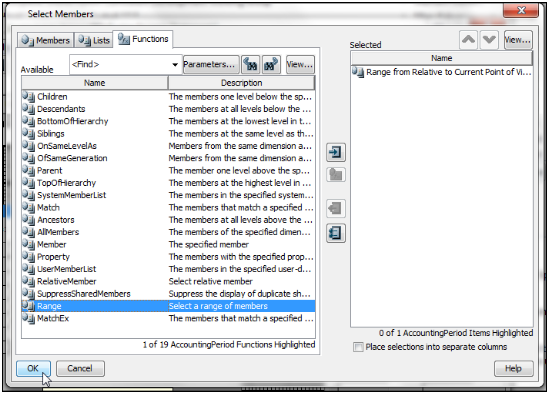 Select Members
Members Lists Functions
Available <Find> Parameters... View...
Name Description
Children The members one level below the sp...
Descendants The members at all levels below the ...
BottomOfHierarchy The members at the lowest level in t...
Siblings The members at the same level as th...
OnSameLevelAs Members from the same dimension a...
OfSameGeneration Members from the same dimension a...
Parent The member one level above the sp...
TopOfHierarchy The members at the highest level in ...
SystemMemberList The members in the specified system...
Match The members that match a specified ...
Ancestors The members at all levels above the ...
AllMembers The members of the specified dimen...
Member The specified member
Property The members with the specified prop...
UserMemberList The members in the specified user-d...
RelativeMember Select relative member
SuppressSharedMembers Suppress the display of duplicate sh...
Range Select a range of members
MatchEx The members that match a specified ...
1 of 19 AccountingPeriod Functions Highlighted
Selected View...
Name
Range from Relative to Current Point of Vi...
0 of 1 AccountingPeriod Items Highlighted
Place selections into separate columns
OK Cancel Help